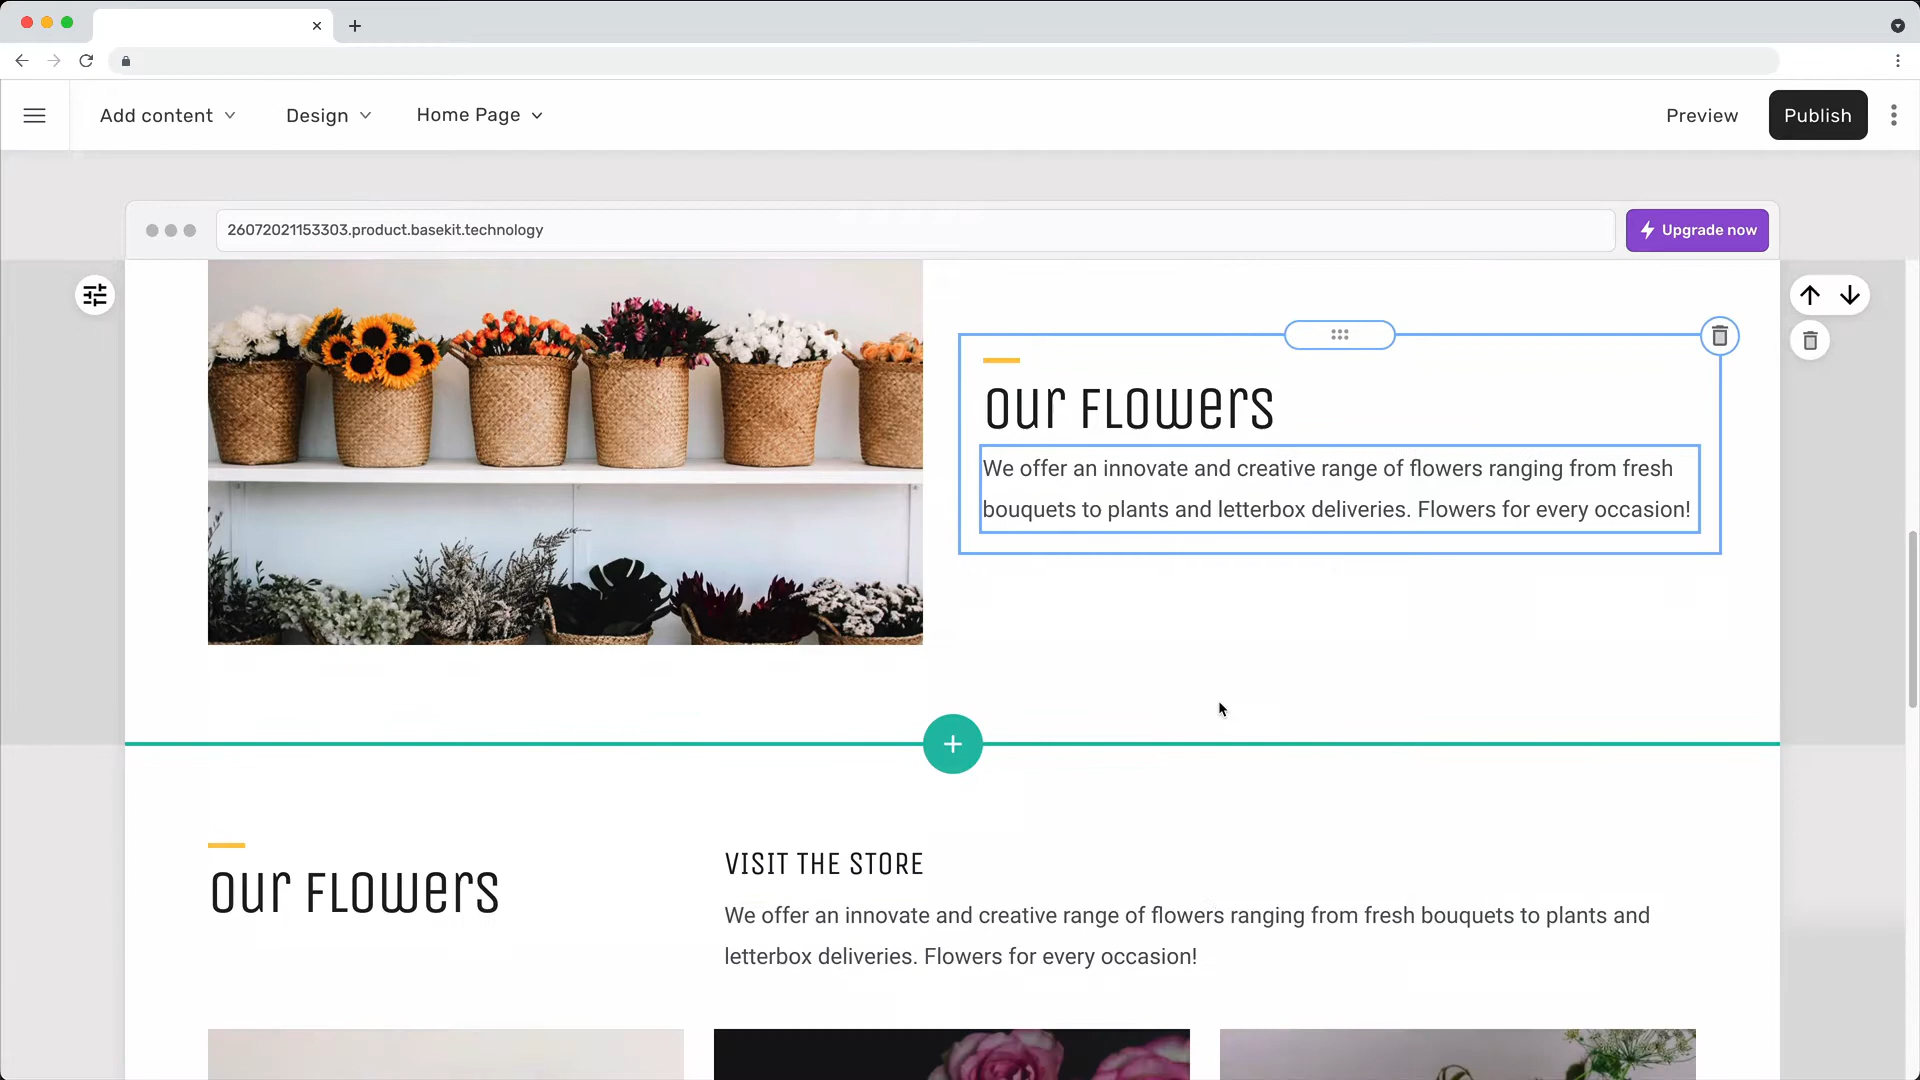 Add content
Design
Home Page
Preview
Publish
26072021153303.product.basekit.technology
Upgrade now
our FLowers
We offer an innovate and creative range of flowers ranging from fresh
bouquets to plants and letterbox deliveries. Flowers for every occasion!
our FLowers
VISIT THE STORE
We offer an innovate and creative range of flowers ranging from fresh bouquets to plants and
letterbox deliveries. Flowers for every occasion!